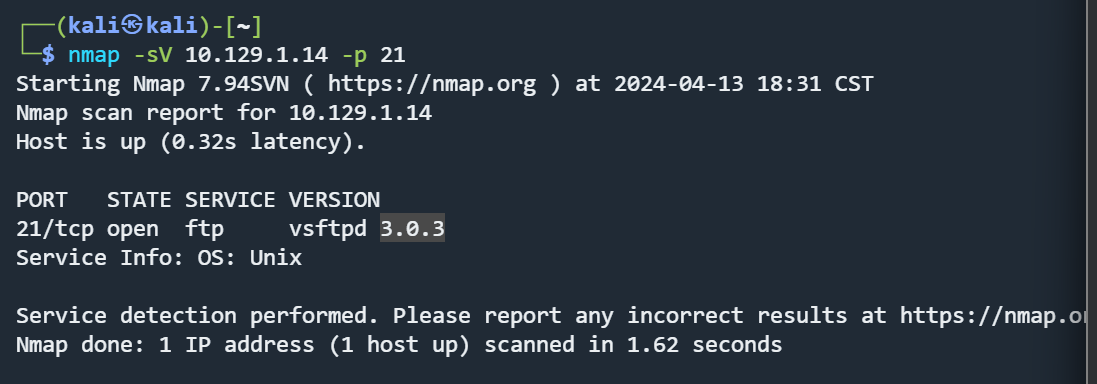 ┌──(kali㉿kali)-[~]
└─$ nmap -sV 10.129.1.14 -p 21
Starting Nmap 7.94SVN ( https://nmap.org ) at 2024-04-13 18:31 CST
Nmap scan report for 10.129.1.14
Host is up (0.32s latency).
PORT   STATE SERVICE VERSION
21/tcp open  ftp     vsftpd 3.0.3
Service Info: OS: Unix
Service detection performed. Please report any incorrect results at https://nmap.o
Nmap done: 1 IP address (1 host up) scanned in 1.62 seconds